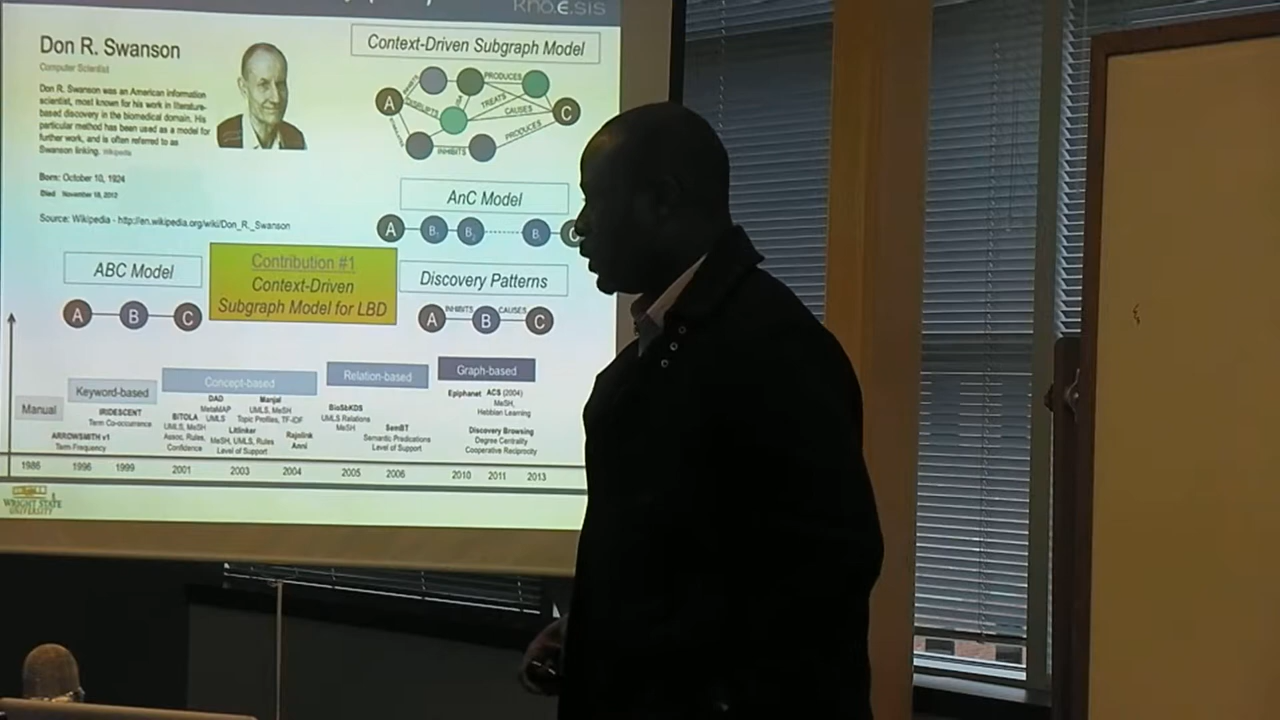 kno.e.sis
Don R. Swanson
Computer Scientist
Don R. Swanson was an American information
scientist, most known for his work in literature-
based discovery in the biomedical domain. His
particular method has been used as a model for
further work, and is often referred to as
Swanson linking. Wikipedia
Born: October 10, 1924
Died November 18, 2012
Source: Wikipedia - http://en.wikipedia.org/wiki/Don_R._Swanson
Context-Driven Subgraph Model
PRODUCES
A
TREATS
CAUSES
C
PRODUCES
INHIBITS
AnC Model
A B₁ B₂ B
ABC Model
A B C
Contribution #1
Context-Driven
Subgraph Model for LBD
Discovery Patterns
A INHIBITS B CAUSES C
Manual
Keyword-based
Concept-based
Relation-based
Graph-based
ARROWSMITH v1
Term Frequency
IRIDESCENT
Term Co-occurrence
BITOLA
UMLS, MeSH
Assoc. Rules,
Confidence
DAD
MetaMAP
UMLS
Litlinker
MeSH, UMLS, Rules
Level of Support
Manjal
UMLS, MeSH
Topic Profiles, TF-IDF
Rajolink
Anni
BioSbKDS
UMLS Relations
MeSH
SemBT
Semantic Predications
Level of Support
Epiphanet
ACS (2004)
MeSH,
Hebbian Learning
Discovery Browsing
Degree Centrality
Cooperative Reciprocity
1986 1996 1999 2001 2003 2004 2005 2006 2010 2011 2013
WRIGHT STATE
UNIVERSITY